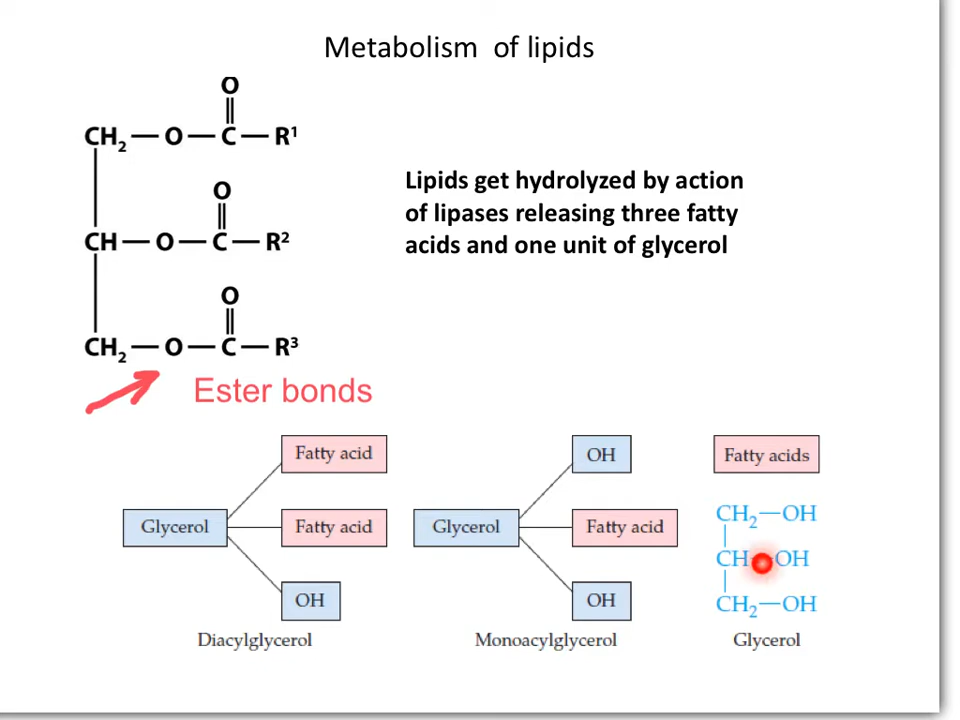 Metabolism  of lipids
O
CH₂—O—C—R¹
O
CH—O—C—R²
O
CH₂—O—C—R³
Lipids get hydrolyzed by action
of lipases releasing three fatty
acids and one unit of glycerol
Ester bonds
Fatty acid
Glycerol
Fatty acid
OH
Diacylglycerol
OH
Glycerol
Fatty acid
OH
Monoacylglycerol
Fatty acids
CH₂—OH
CH—OH
CH₂—OH
Glycerol